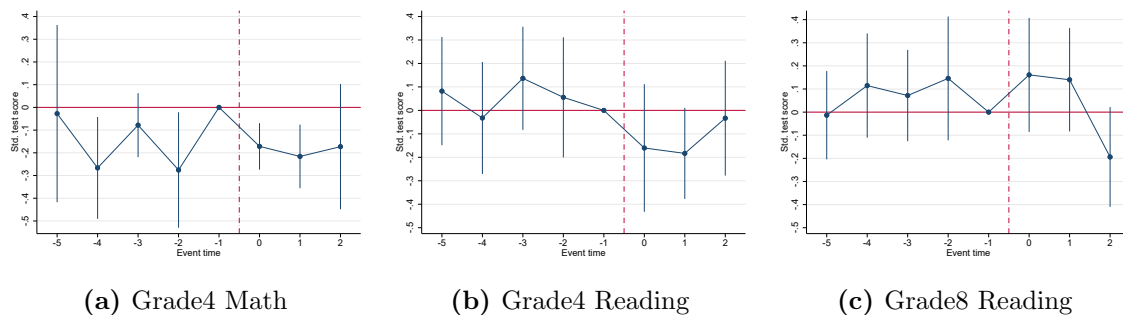 .4
.3
.2
.1
0
-.1
-.2
-.3
-.4
-.5
Std. test score
-5 -4 -3 -2 -1 0 1 2
Event time
(a) Grade4 Math
.4
.3
.2
.1
0
-.1
-.2
-.3
-.4
-.5
Std. test score
-5 -4 -3 -2 -1 0 1 2
Event time
(b) Grade4 Reading
.4
.3
.2
.1
0
-.1
-.2
-.3
-.4
-.5
Std. test score
-5 -4 -3 -2 -1 0 1 2
Event time
(c) Grade8 Reading